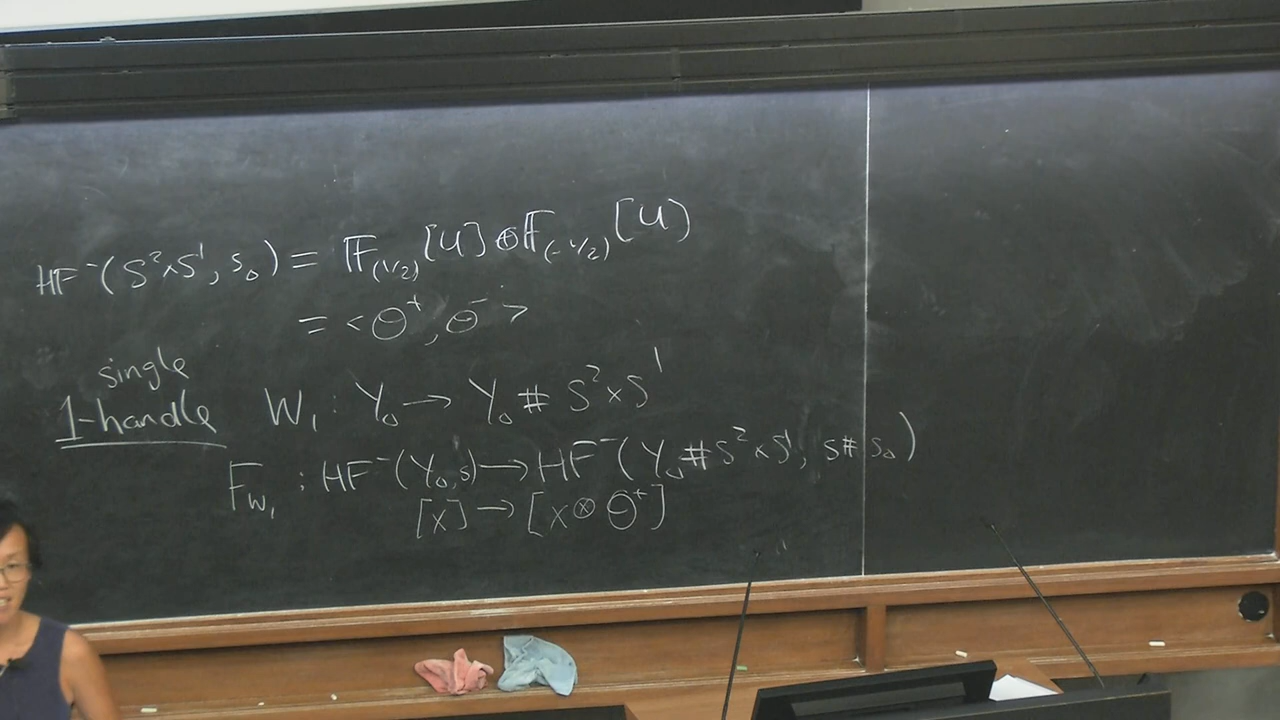 HF⁻(S²×S¹, s₀) = 𝔽₍₁/₂₎[U] ⊕ 𝔽₍₋₁/₂₎[U]
= <Θ⁺, Θ⁻>
single
1-handle W₁ : Y₀ → Y₀ # S²×S¹
F_W₁ : HF⁻(Y₀, s) → HF⁻(Y₀ # S²×S¹, s # s₀)
[x] → [x ⊗ Θ⁺]